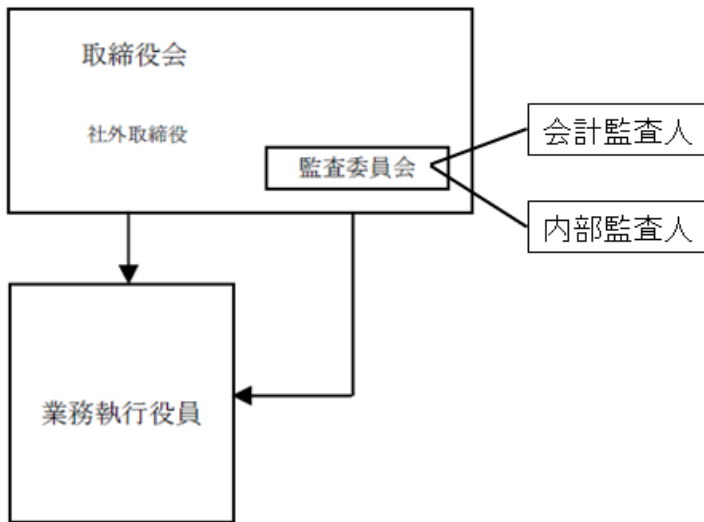 取締役会
社外取締役
監査委員会
会計監査人
内部監査人
業務執行役員